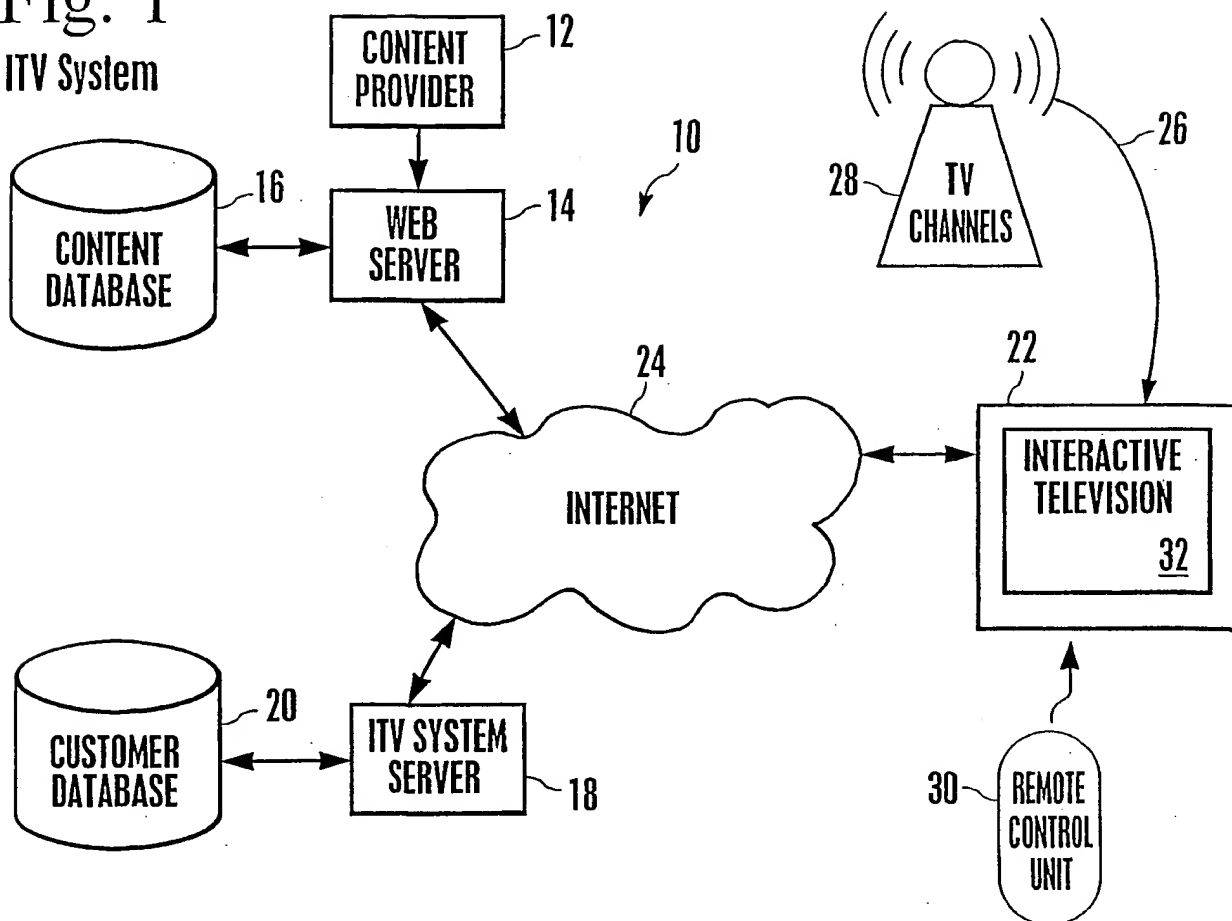 Fig. 1
ITV System
CONTENT
PROVIDER
12
10
26
16
14
28
TV
CHANNELS
WEB
SERVER
CONTENT
DATABASE
24
22
INTERACTIVE
TELEVISION
32
INTERNET
20
ITV SYSTEM
SERVER
18
CUSTOMER
DATABASE
30
REMOTE
CONTROL
UNIT